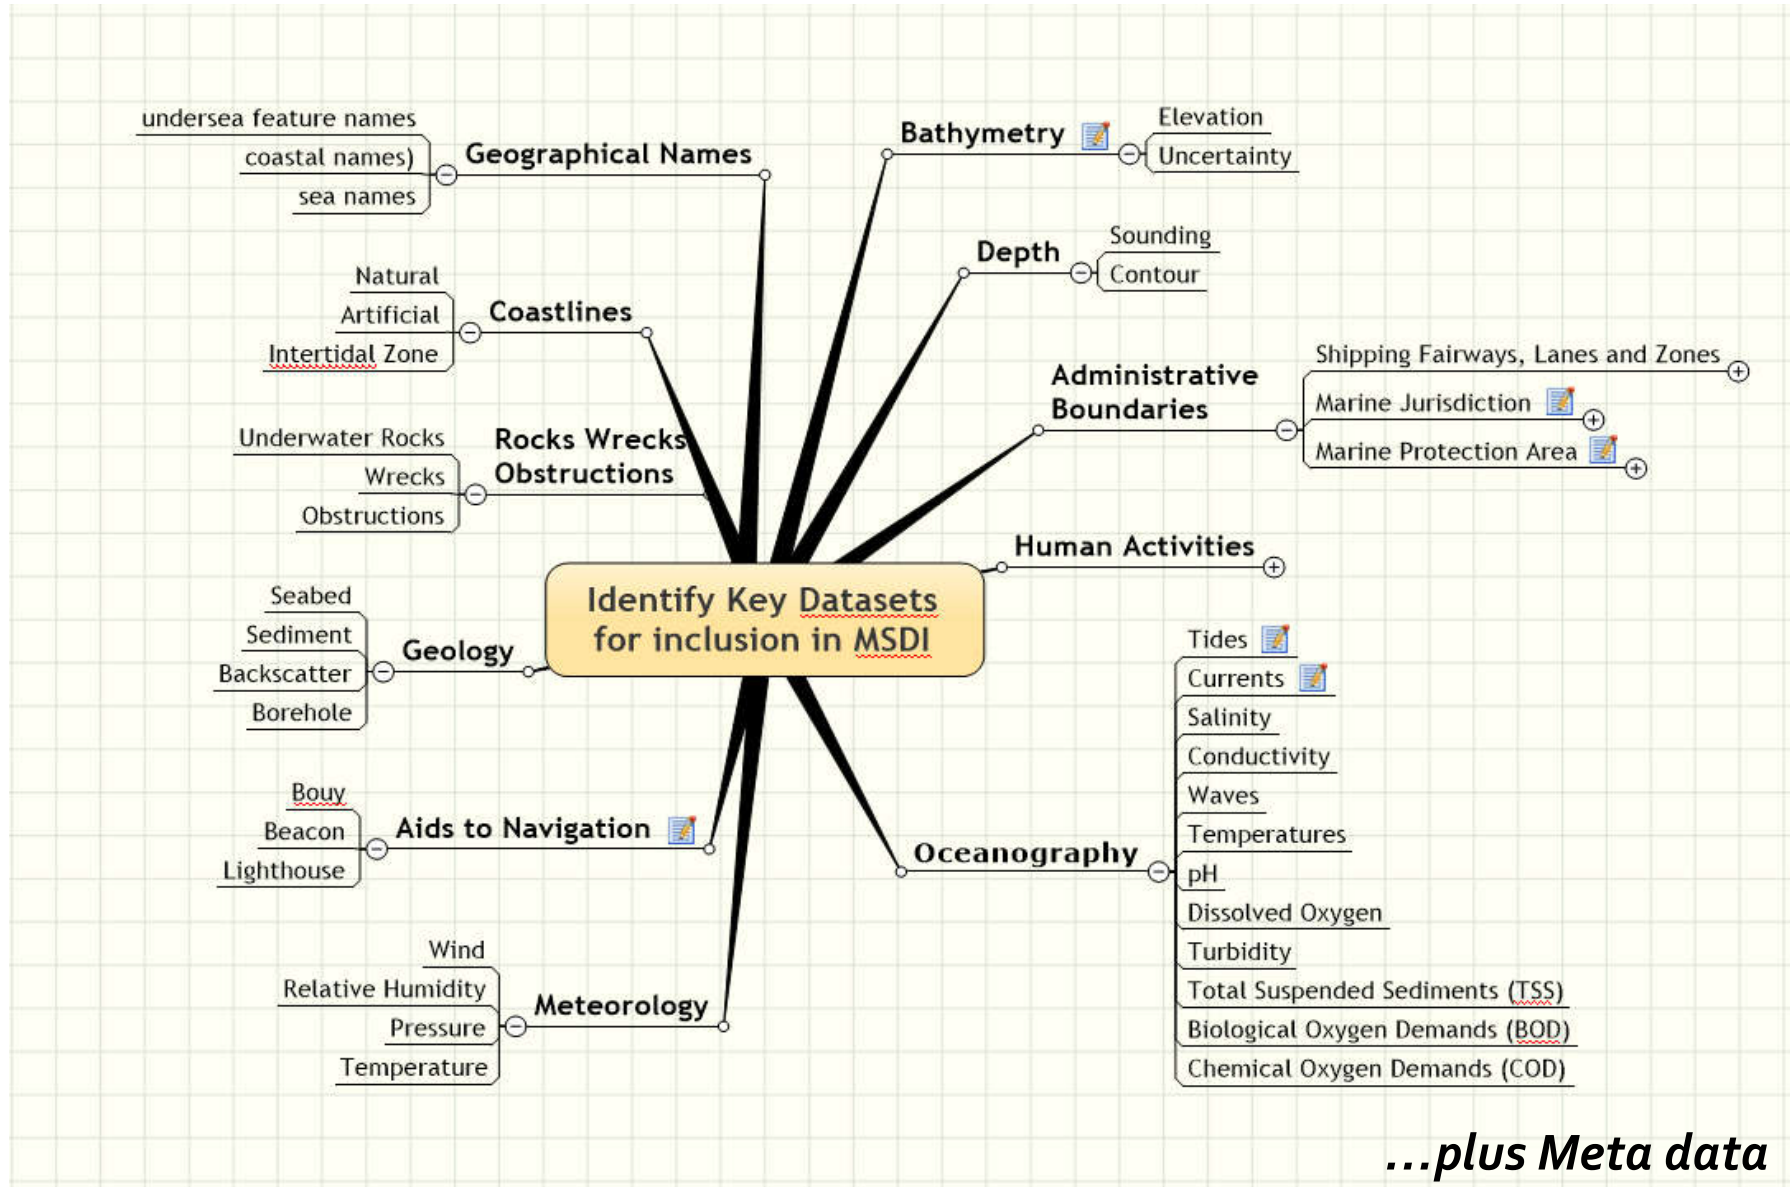 Identify Key Datasets
for inclusion in MSDI
Geographical Names
undersea feature names
coastal names)
sea names
Coastlines
Natural
Artificial
Intertidal Zone
Rocks Wrecks
Obstructions
Underwater Rocks
Wrecks
Obstructions
Geology
Seabed
Sediment
Backscatter
Borehole
Aids to Navigation
Bouy
Beacon
Lighthouse
Meteorology
Wind
Relative Humidity
Pressure
Temperature
Bathymetry
Elevation
Uncertainty
Depth
Sounding
Contour
Administrative
Boundaries
Shipping Fairways, Lanes and Zones
Marine Jurisdiction
Marine Protection Area
Human Activities
Oceanography
Tides
Currents
Salinity
Conductivity
Waves
Temperatures
pH
Dissolved Oxygen
Turbidity
Total Suspended Sediments (TSS)
Biological Oxygen Demands (BOD)
Chemical Oxygen Demands (COD)
...plus Meta data